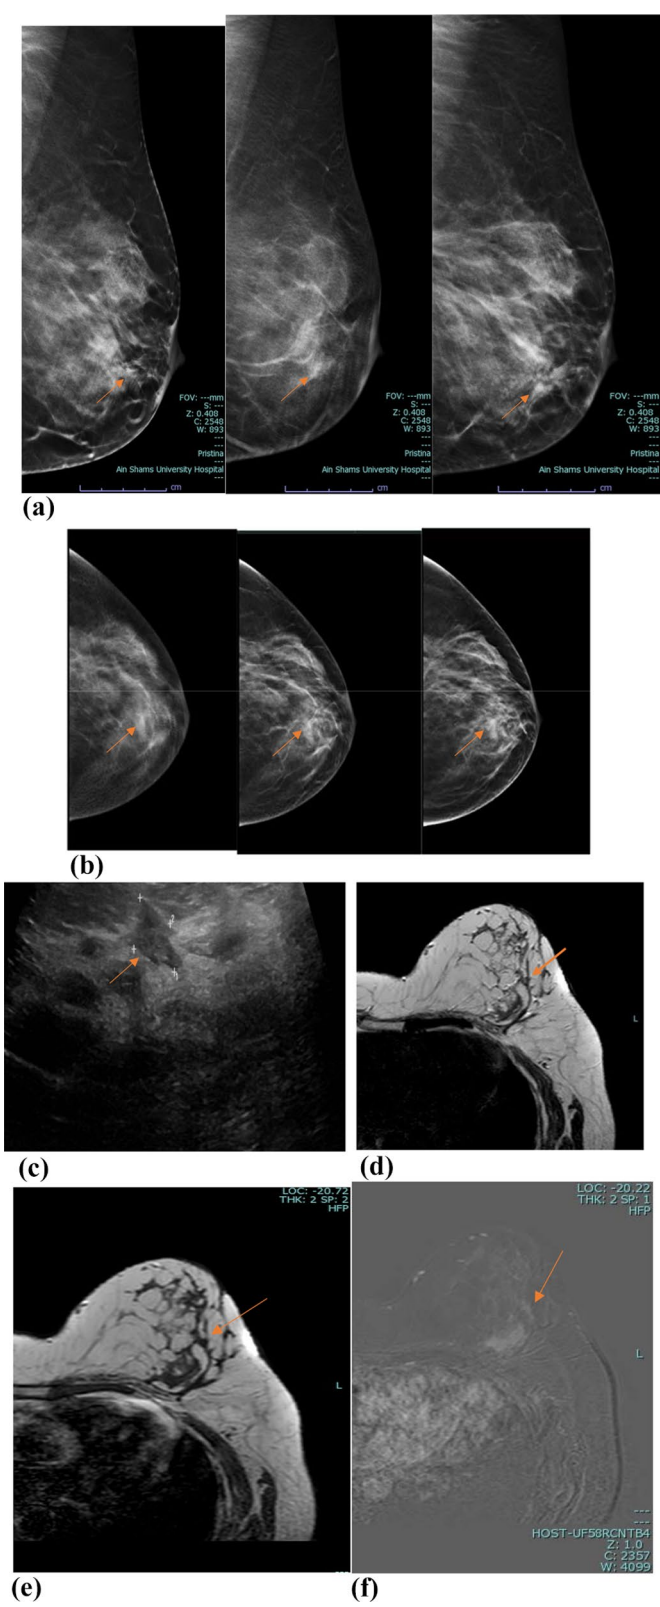 FOV: ---mm
S: ---
Z: 0.408
C: 2548
W: 893
---
---
Pristina
---
Ain Shams University Hospital
---
cm
FOV: ---mm
S: ---
Z: 0.408
C: 2548
W: 893
---
---
Pristina
---
Ain Shams University Hospital
---
cm
FOV: ---mm
S: ---
Z: 0.408
C: 2548
W: 893
---
---
Pristina
---
Ain Shams University Hospital
---
cm
(a)
(b)
L
(c)
(d)
LOC: -20.72
THK: 2 SP: 2
HFP
L
LOC: -20.22
THK: 2 SP: 1
HFP
L
---
---
HOST-UF58RCNTB4
Z: 1.0
C: 2357
W: 4099
(e)
(f)